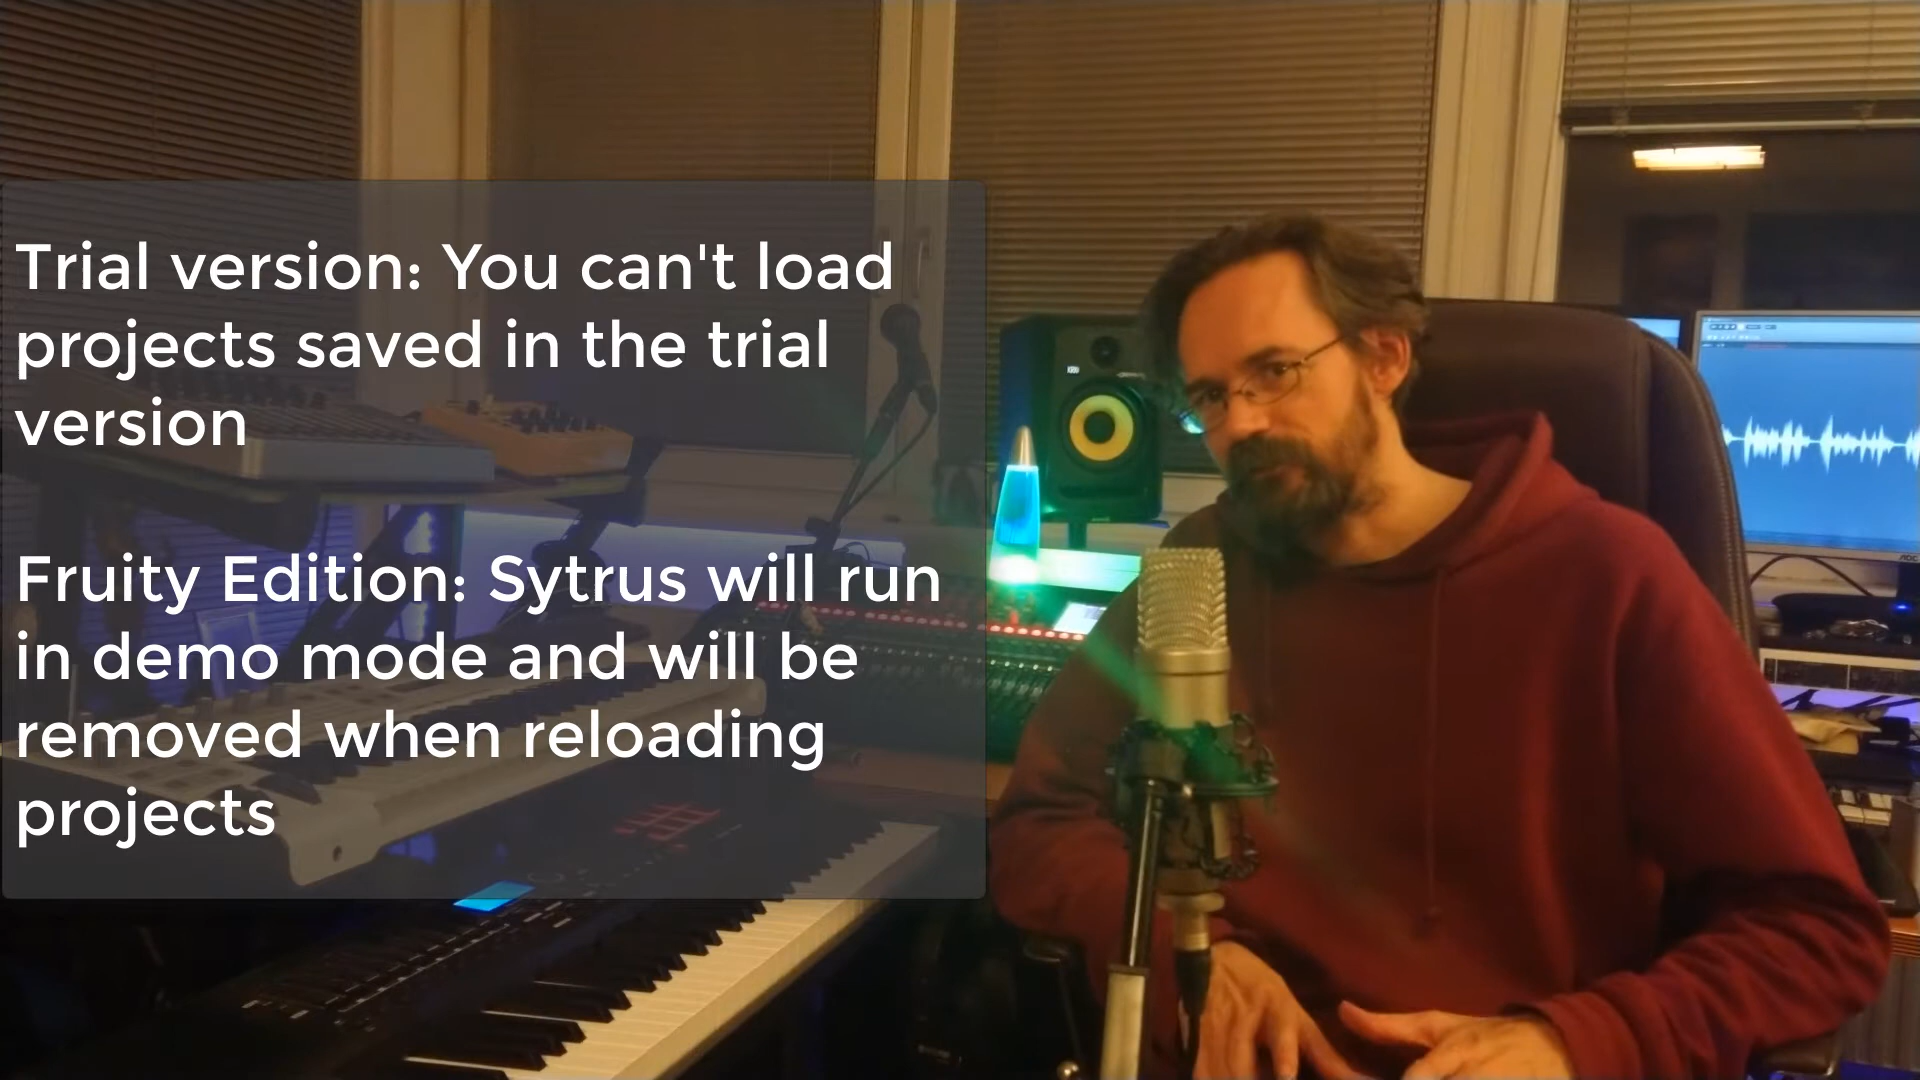 Trial version: You can't load
projects saved in the trial
version
Fruity Edition: Sytrus will run
in demo mode and will be
removed when reloading
projects